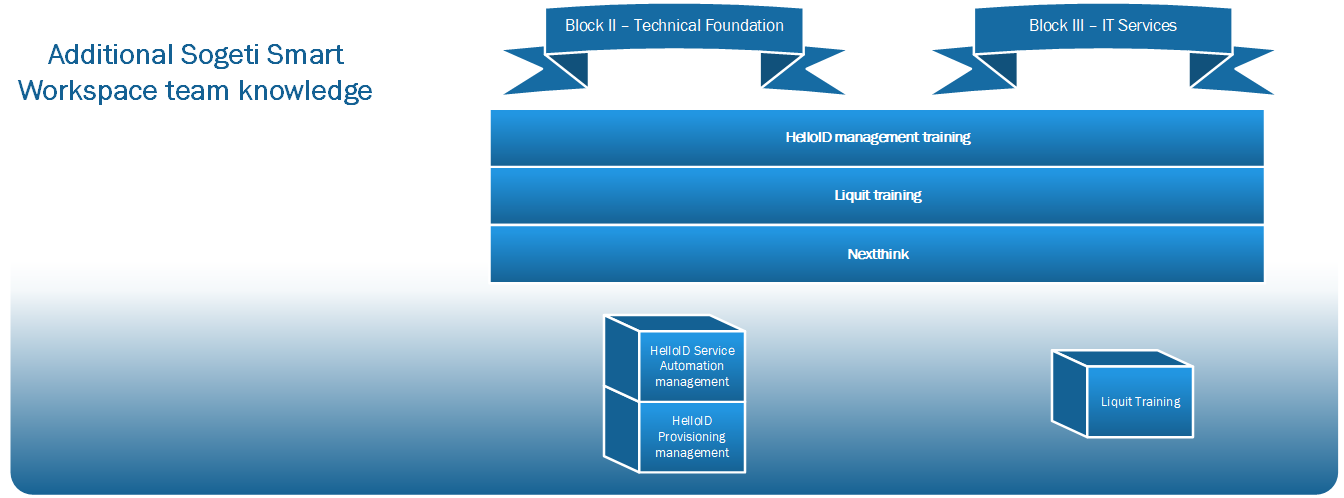 Additional Sogeti Smart
Workspace team knowledge
Block II – Technical Foundation
Block III – IT Services
HelloID management training
Liquit training
Nextthink
HelloID Service
Automation
management
HelloID
Provisioning
management
Liquit Training